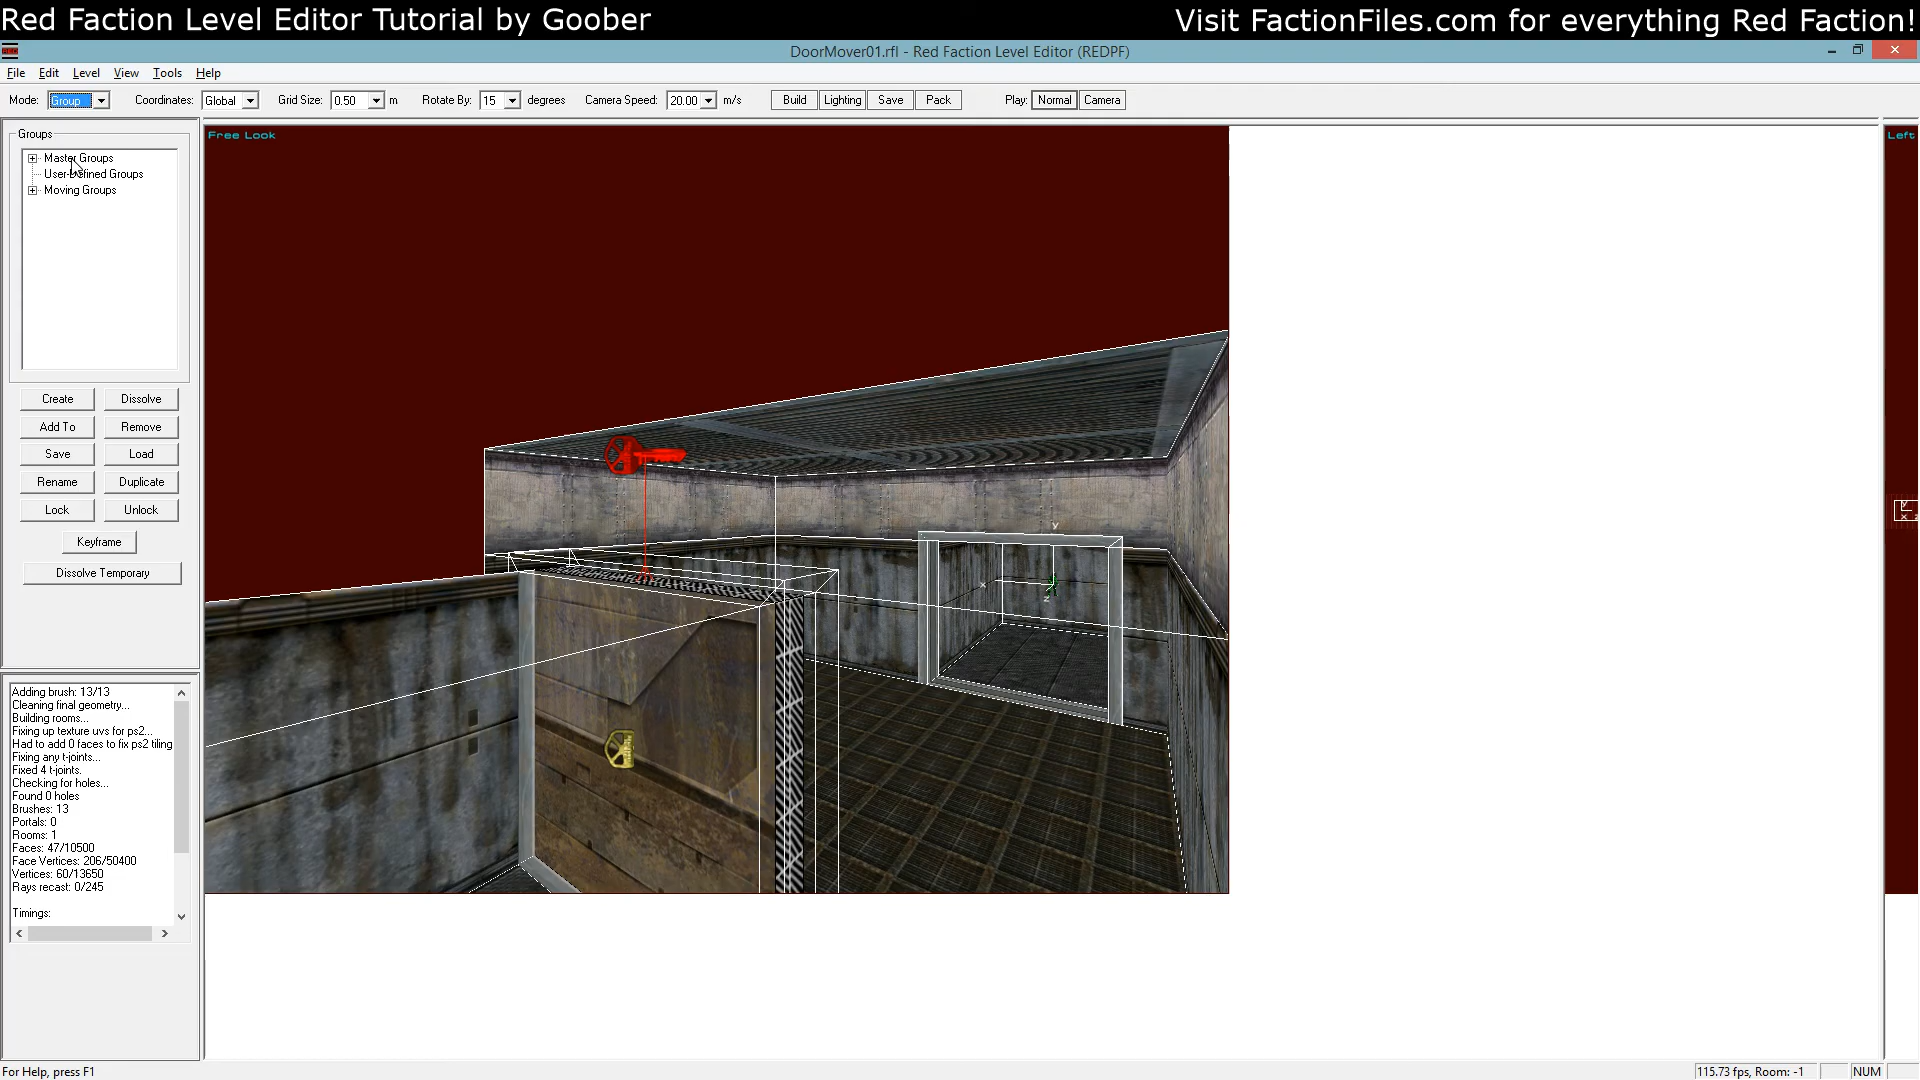 Red Faction Level Editor Tutorial by Goober
Visit FactionFiles.com for everything Red Faction!
DoorMover01.rfl - Red Faction Level Editor (REDPF)
File Edit Level View Tools Help
Mode: Group Coordinates: Global Grid Size: 0.50 m Rotate By: 15 degrees Camera Speed: 20.00 m/s Build Lighting Save Pack Play: Normal Camera
Groups
Master Groups
User-Defined Groups
Moving Groups
Create Dissolve
Add To Remove
Save Load
Rename Duplicate
Lock Unlock
Keyframe
Dissolve Temporary
Adding brush: 13/13
Cleaning final geometry...
Building rooms...
Fixing up texture uvs for ps2...
Had to add 0 faces to fix ps2 tiling
Fixing any t-joints...
Fixed 4 t-joints.
Checking for holes...
Found 0 holes
Brushes: 13
Portals: 0
Rooms: 1
Faces: 47/10500
Face Vertices: 206/50400
Vertices: 60/13650
Rays recast: 0/245
Timings:
Free Look
y
x
z
Left
For Help, press F1
115.73 fps, Room: -1 NUM